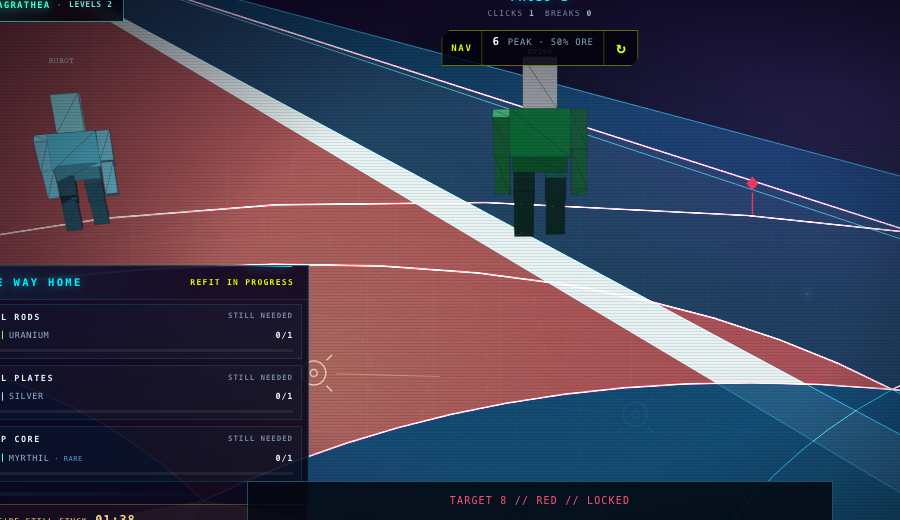 AGRATHEA · LEVELS 2
CLICKS 1 BREAKS 0
NAV 6 PEAK · 50% ORE ↻
ROBOT
E WAY HOME REFIT IN PROGRESS
L RODS STILL NEEDED
URANIUM 0/1
L PLATES STILL NEEDED
SILVER 0/1
P CORE STILL NEEDED
MYRTHIL · RARE 0/1
STILL STUCK 01:38
TARGET 8 // RED // LOCKED